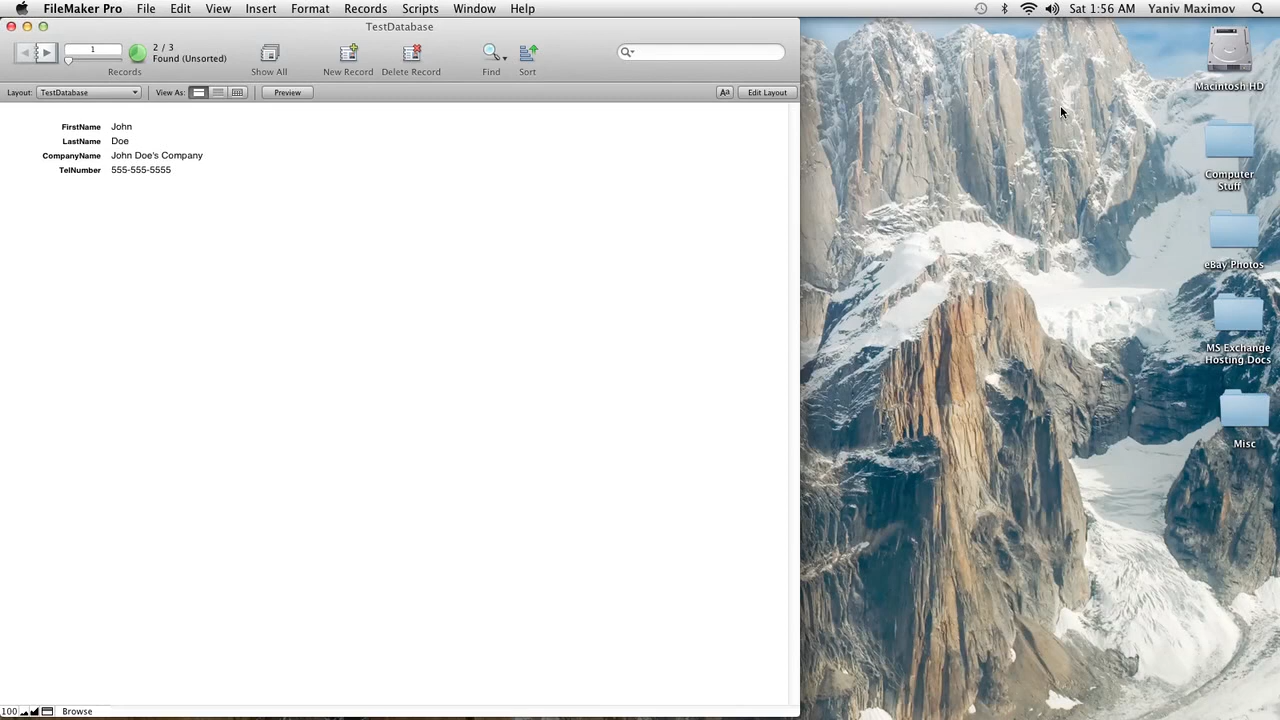 FileMaker Pro File Edit View Insert Format Records Scripts Window Help Sat 1:56 AM Yaniv Maximov
TestDatabase
1
2 / 3
Found (Unsorted)
Records
Show All
New Record
Delete Record
Find
Sort
Layout: TestDatabase View As: Preview Aa Edit Layout
FirstName John
LastName Doe
CompanyName John Doe's Company
TelNumber 555-555-5555
100 Browse
Macintosh HD
Computer
Stuff
eBay Photos
MS Exchange
Hosting Docs
Misc